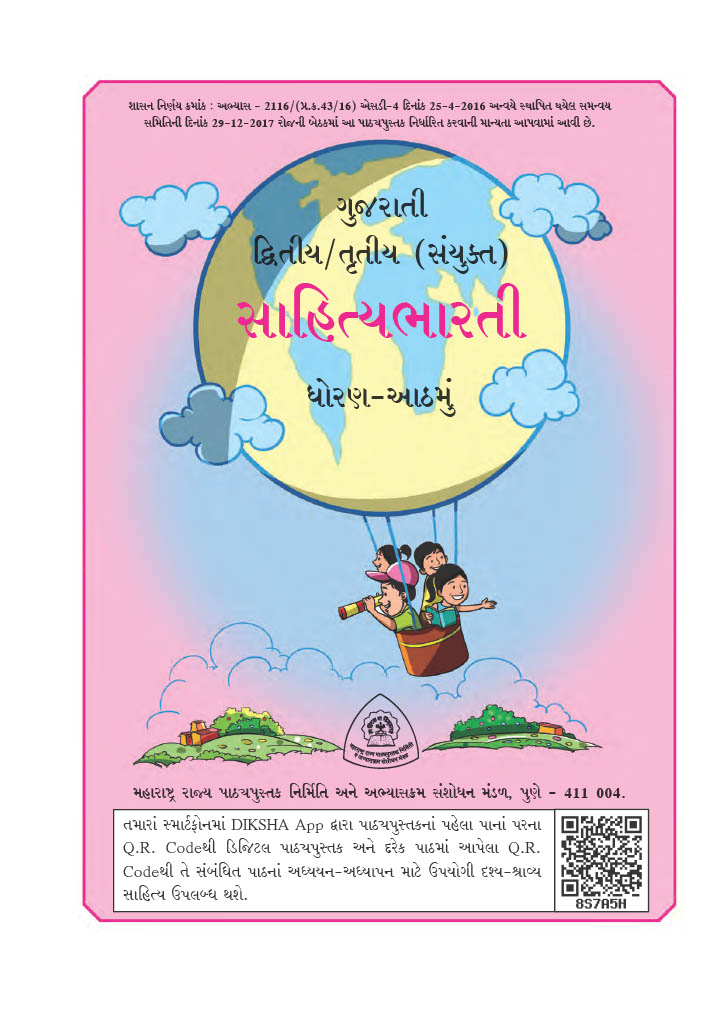 શાસન નિર્ણય ક્રમાંક : અભ્યાસ - 2116/(પ્ર.ક્ર.43/16) એસડી-4 દિનાંક 25-4-2016 અન્વયે સ્થાપિત થયેલ સમન્વય
સમિતિની દિનાંક 29-12-2017 રોજની બેઠકમાં આ પાઠ્યપુસ્તક નિર્ધારિત કરવાની માન્યતા આપવામાં આવી છે.
ગુજરાતી
દ્વિતીય/તૃતીય (સંયુક્ત)
સાહિત્યભારતી
ધોરણ-આઠમું
મહારાષ્ટ્ર રાજ્ય પાઠ્યપુસ્તક નિર્મિતિ અને અભ્યાસક્રમ સંશોધન મંડળ, પુણે - 411 004.
તમારાં સ્માર્ટફોનમાં DIKSHA App દ્વારા પાઠ્યપુસ્તકનાં પહેલા પાનાં પરના
Q.R. Codeથી ડિજિટલ પાઠ્યપુસ્તક અને દરેક પાઠમાં આપેલા Q.R.
Codeથી તે સંબંધિત પાઠનાં અધ્યયન-અધ્યાપન માટે ઉપયોગી દૃશ્ય-શ્રાવ્ય
સાહિત્ય ઉપલબ્ધ થશે.
8S7A5H